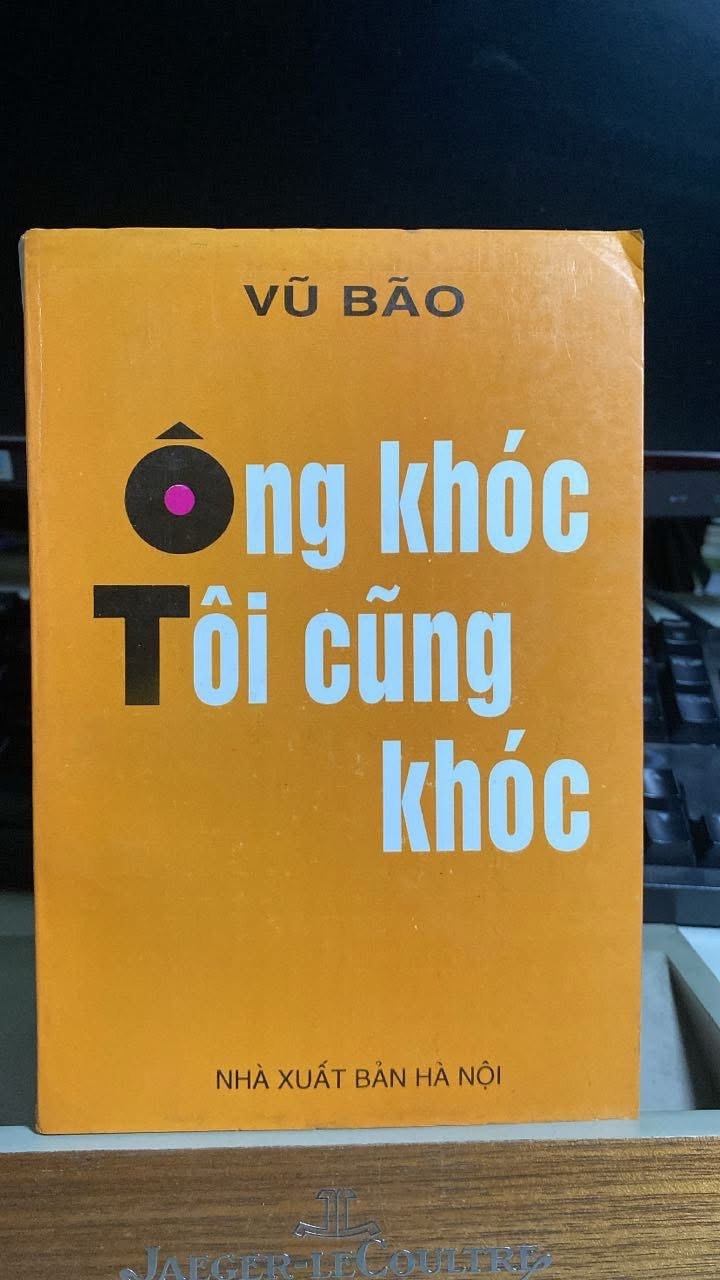 VŨ BÃO
Ông khóc
Tôi cũng
khóc
NHÀ XUẤT BẢN HÀ NỘI
JAEGER-LECOULTRE